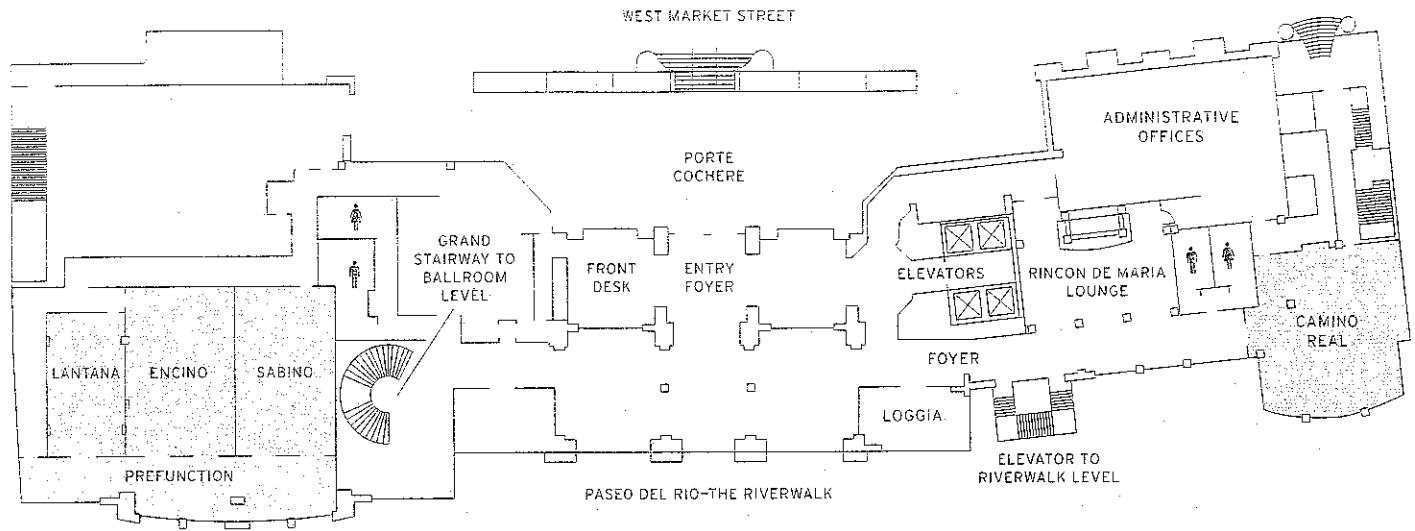 WEST MARKET STREET
ADMINISTRATIVE
OFFICES
PORTE
COCHERE
GRAND
STAIRWAY TO
BALLROOM
LEVEL
FRONT
DESK
ENTRY
FOYER
ELEVATORS
RINCON DE MARIA
LOUNGE
CAMINO
REAL
LANTANA
ENCINO
SABINO
FOYER
LOGGIA
PREFUNCTION
ELEVATOR TO
RIVERWALK LEVEL
PASEO DEL RIO-THE RIVERWALK